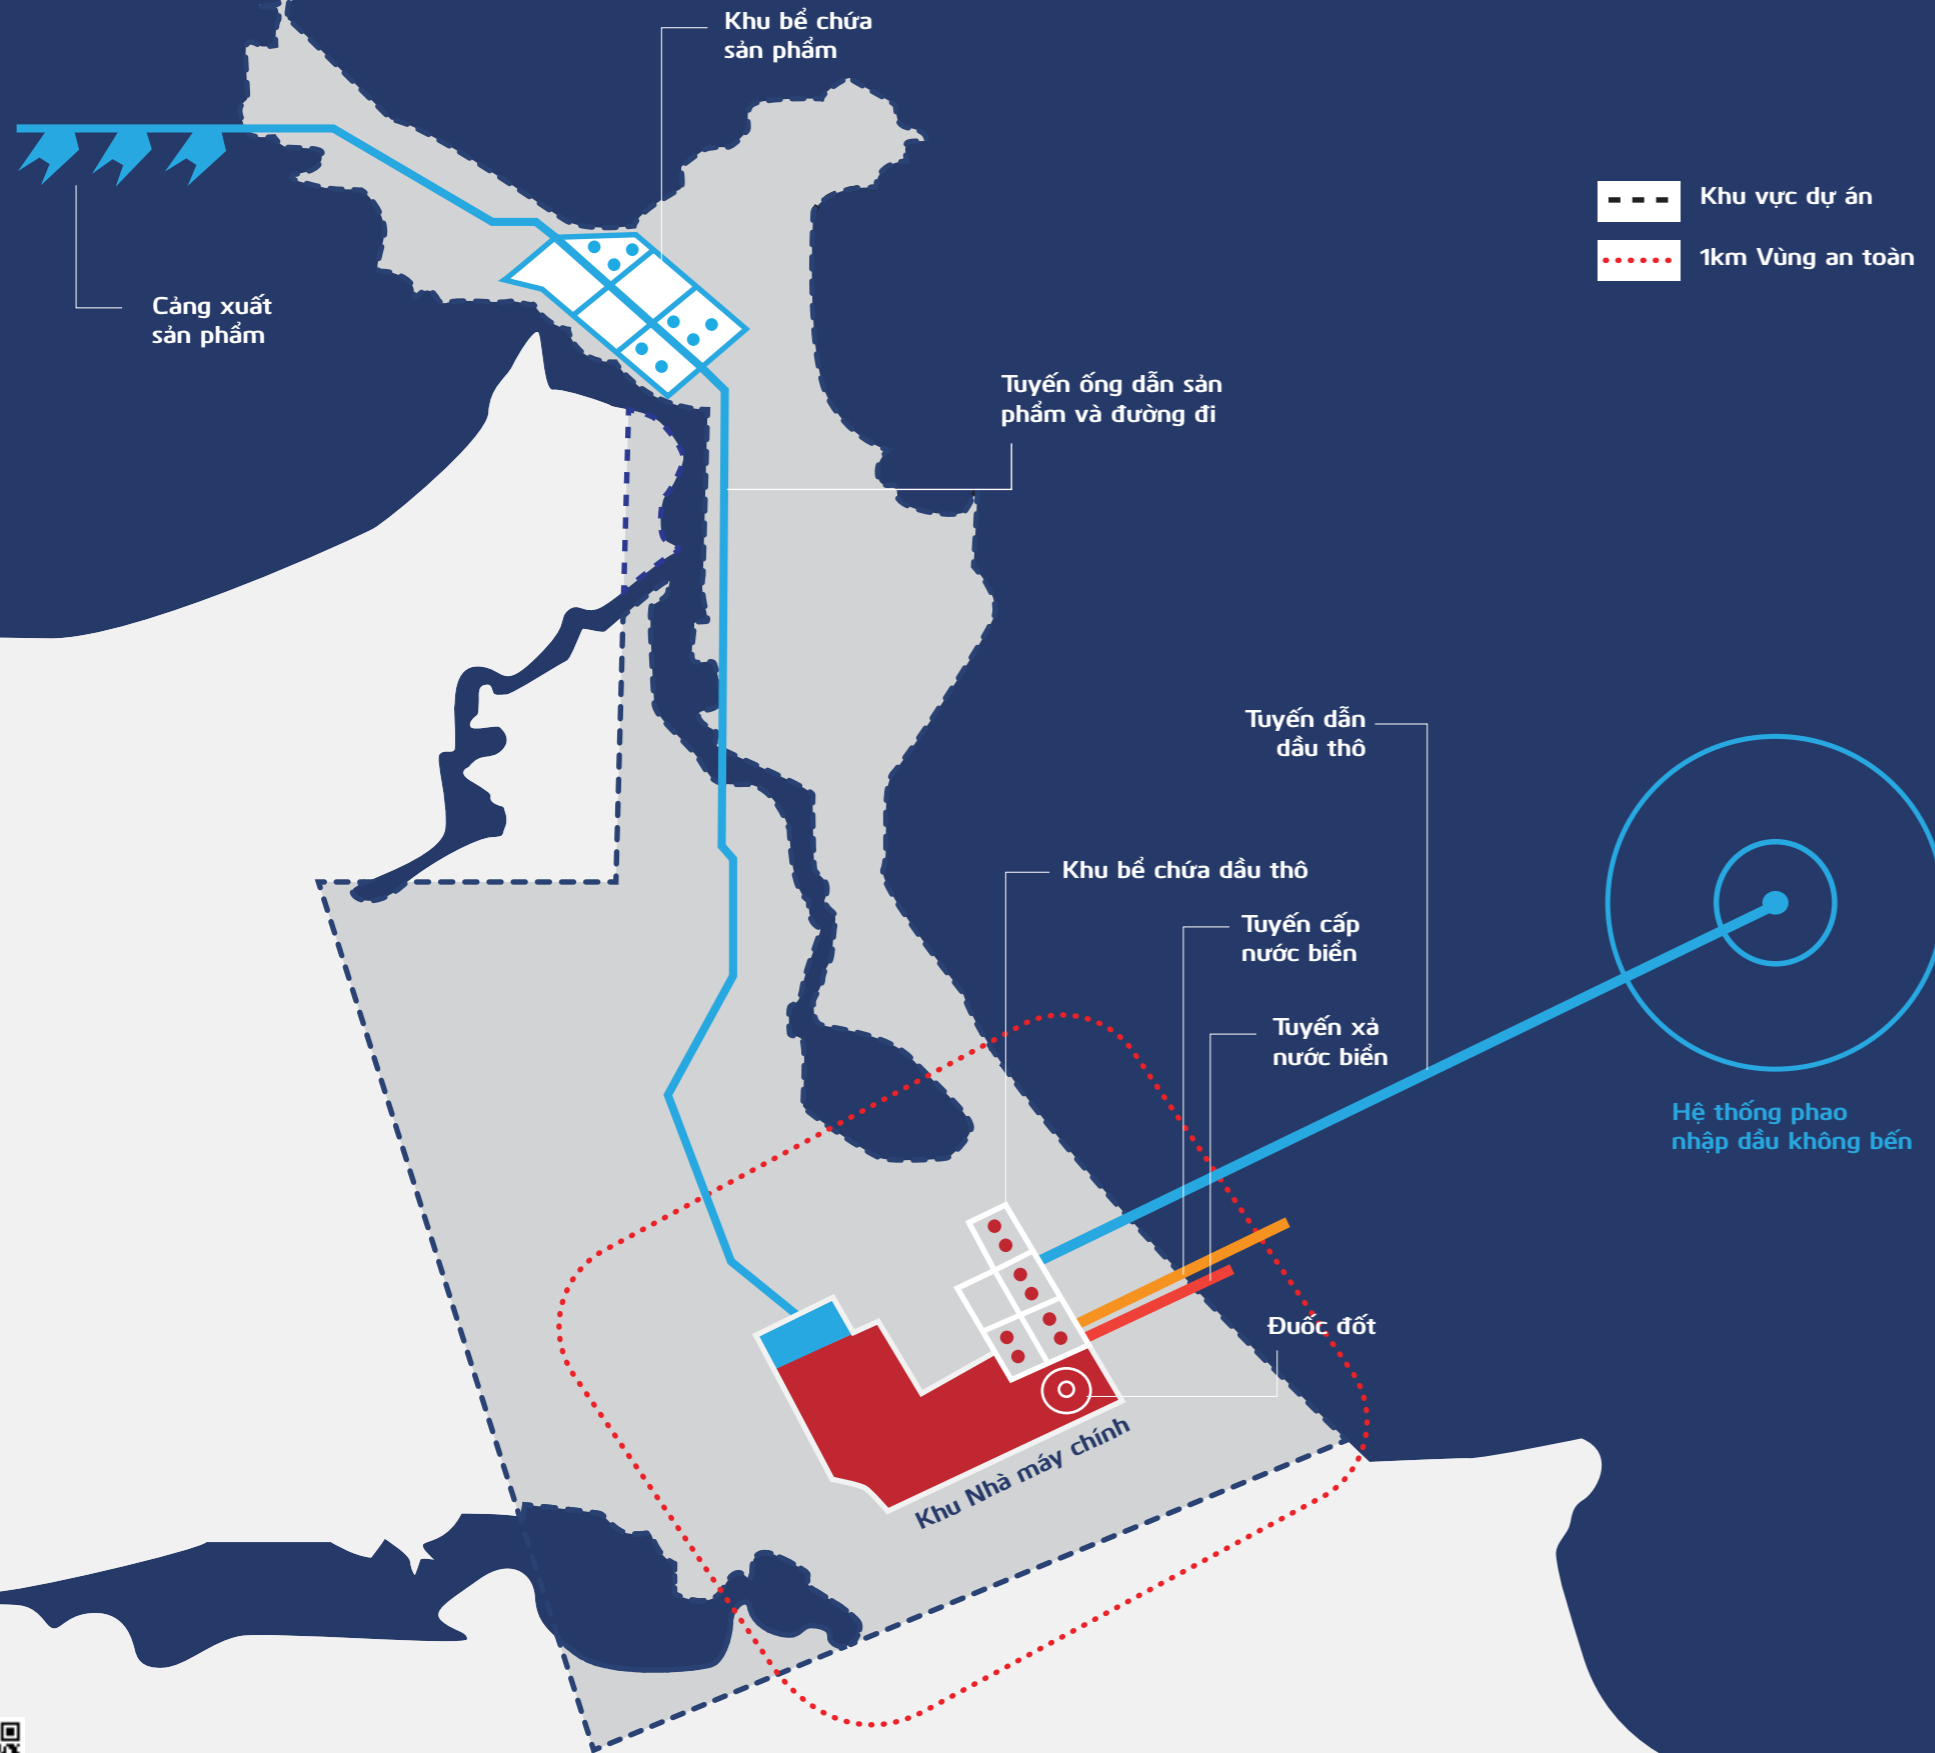 Khu bể chứa
sản phẩm
Khu vực dự án
1km Vùng an toàn
Cảng xuất
sản phẩm
Tuyến ống dẫn sản
phẩm và đường đi
Tuyến dẫn
dầu thô
Khu bể chứa dầu thô
Tuyến cấp
nước biển
Tuyến xả
nước biển
Hệ thống phao
nhập dầu không bến
Đuốc đốt
Khu Nhà máy chính